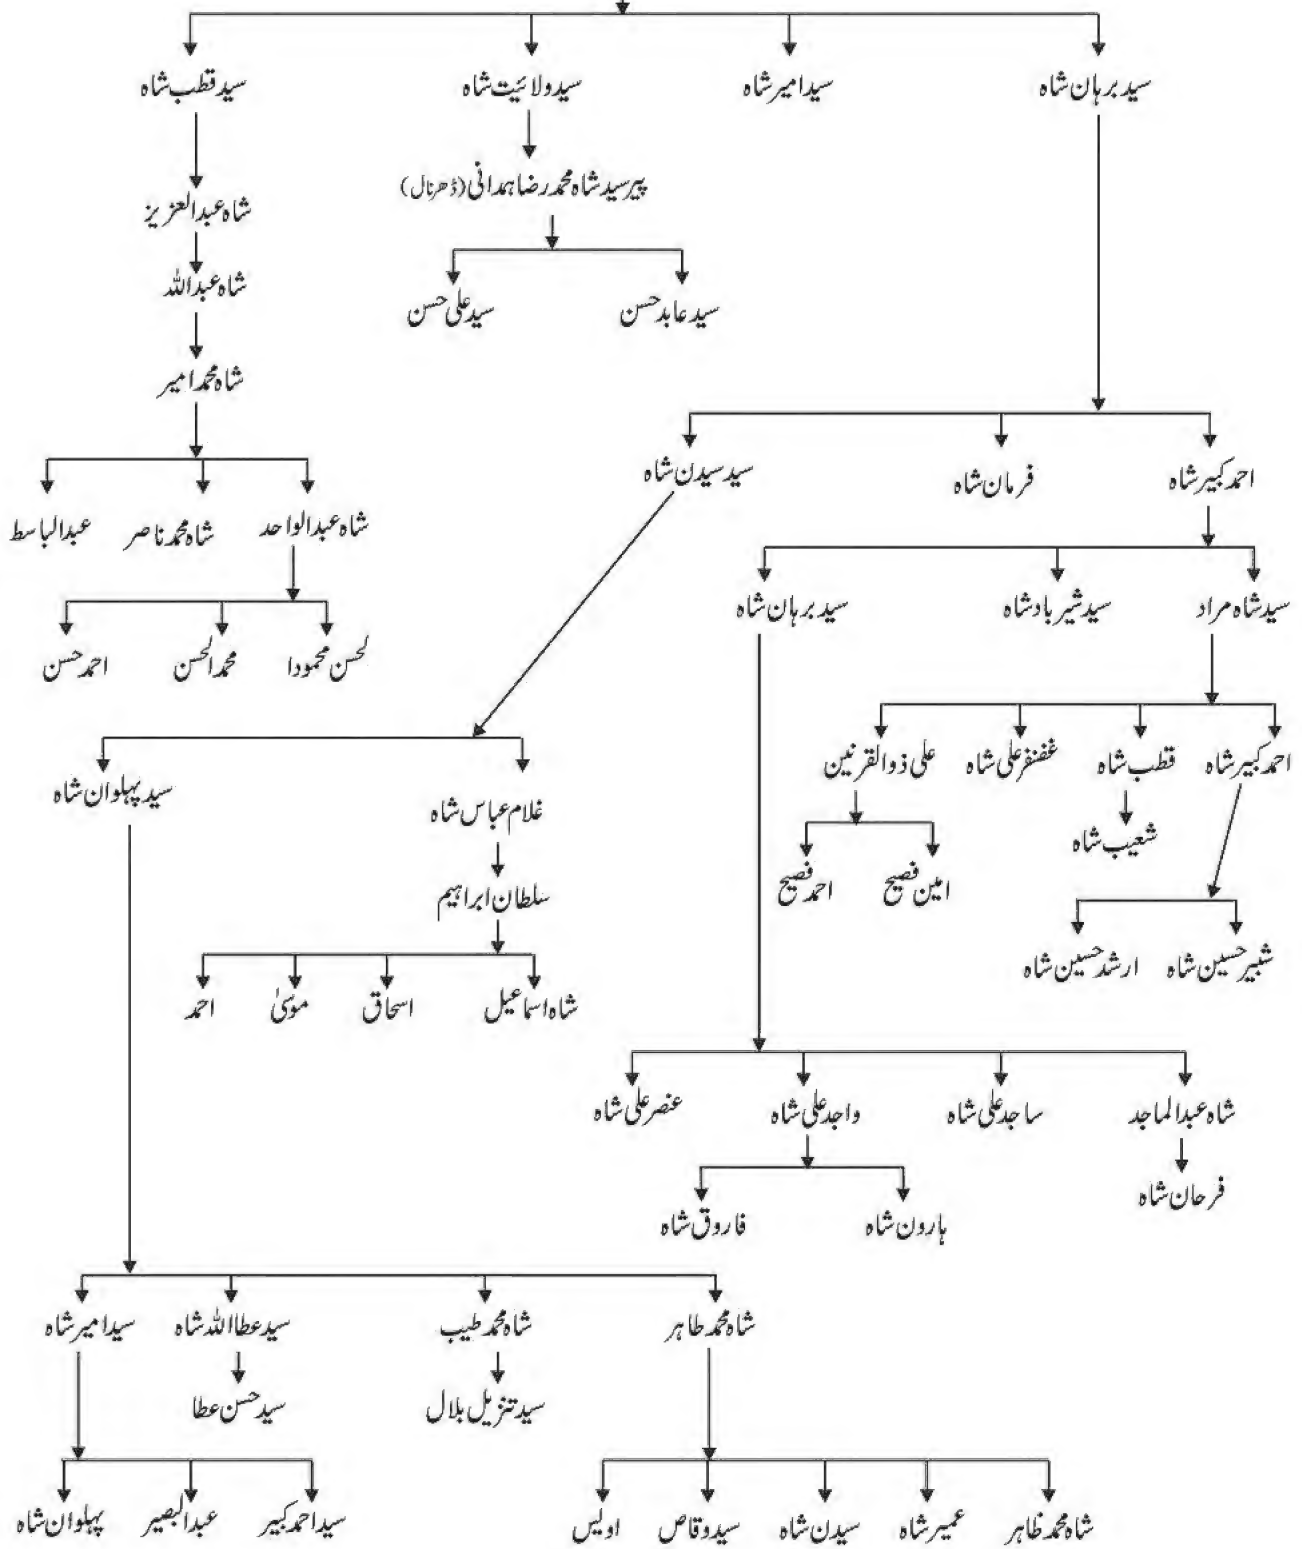 سید برہان شاہ
سید امیر شاہ
سید ولائیت شاہ
سید قطب شاہ
پیر سید شاہ محمد رضا ہمدانی (ڈھرنال)
شاہ عبدالعزیز
شاہ عبداللہ
سید عابد حسن
سید علی حسن
شاہ محمد امیر
احمد کبیر شاہ
فرمان شاہ
سید سیدن شاہ
شاہ عبدالواحد
شاہ محمد ناصر
عبدالباسط
سید شاہ مراد
سید شیر باد شاہ
سید برہان شاہ
لحسن محمودا
محمد الحسن
احمد حسن
احمد کبیر شاہ
قطب شاہ
غضنفر علی شاہ
علی ذوالقرنین
سید پہلوان شاہ
غلام عباس شاہ
شعیب شاہ
امین فصیح
احمد فصیح
سلطان ابراہیم
شبیر حسین شاہ
ارشد حسین شاہ
شاہ اسماعیل
اسحاق
موسیٰ
احمد
شاہ عبدالماجد
ساجد علی شاہ
واجد علی شاہ
عنصر علی شاہ
فرحان شاہ
ہارون شاہ
فاروق شاہ
شاہ محمد طاہر
شاہ محمد طیب
سید عطااللہ شاہ
سید امیر شاہ
سید تنزیل بلال
سید حسن عطا
شاہ محمد ظاہر
عمیر شاہ
سیدن شاہ
سید وقاص
اویس
سید احمد کبیر
عبدالبصیر
پہلوان شاہ